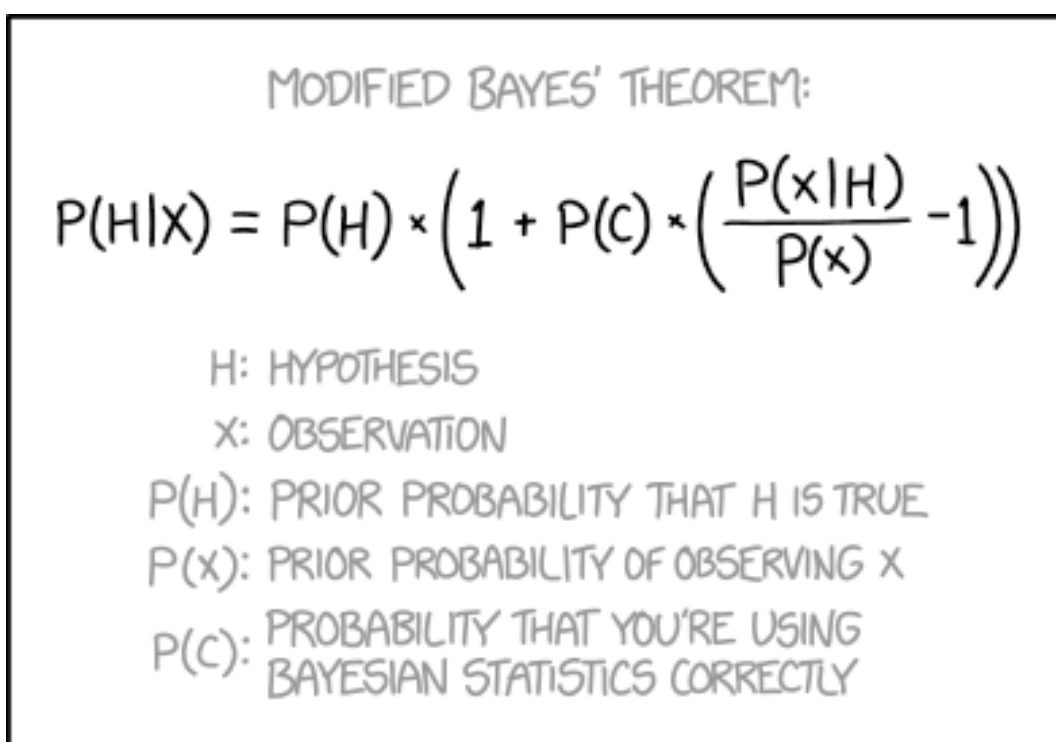 MODIFIED BAYES' THEOREM:
P(H|X) = P(H) × (1 + P(C) × (P(X|H)/P(X) - 1))
H: HYPOTHESIS
X: OBSERVATION
P(H): PRIOR PROBABILITY THAT H IS TRUE
P(X): PRIOR PROBABILITY OF OBSERVING X
P(C): PROBABILITY THAT YOU'RE USING
BAYESIAN STATISTICS CORRECTLY